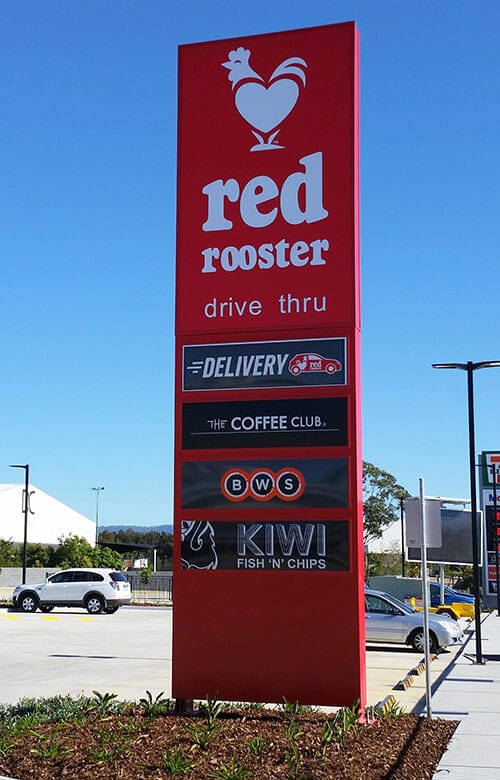 red
rooster
drive thru
DELIVERY
red
THE COFFEE CLUB
BWS
KIWI
FISH 'N' CHIPS